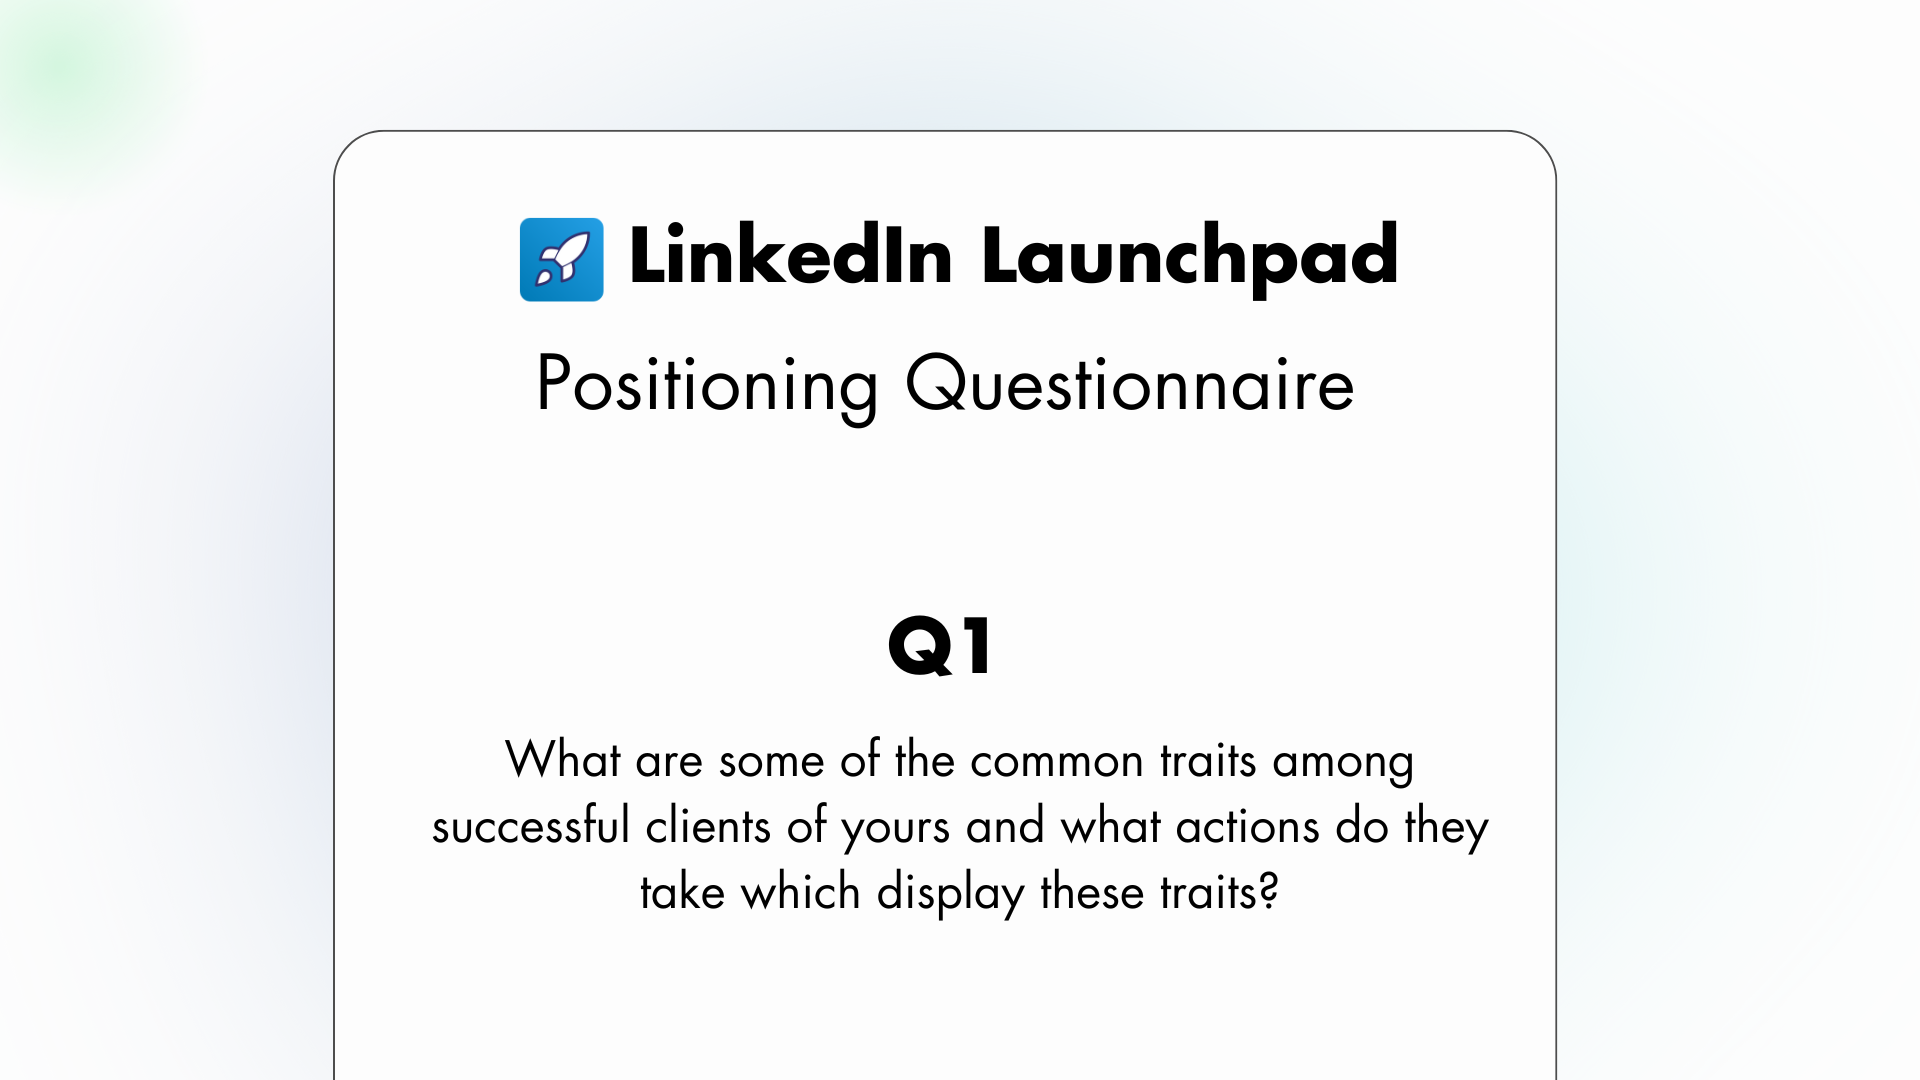 LinkedIn Launchpad
Positioning Questionnaire
Q1
What are some of the common traits among
successful clients of yours and what actions do they
take which display these traits?